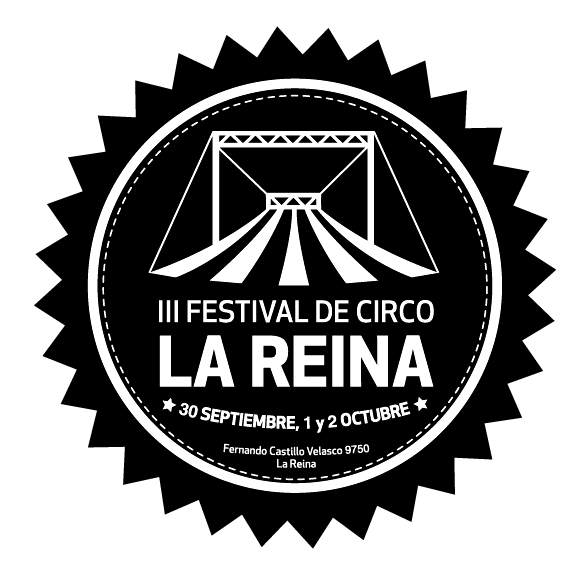 III FESTIVAL DE CIRCO
LA REINA
30 SEPTIEMBRE, 1 y 2 OCTUBRE
Fernando Castillo Velasco 9750
La Reina